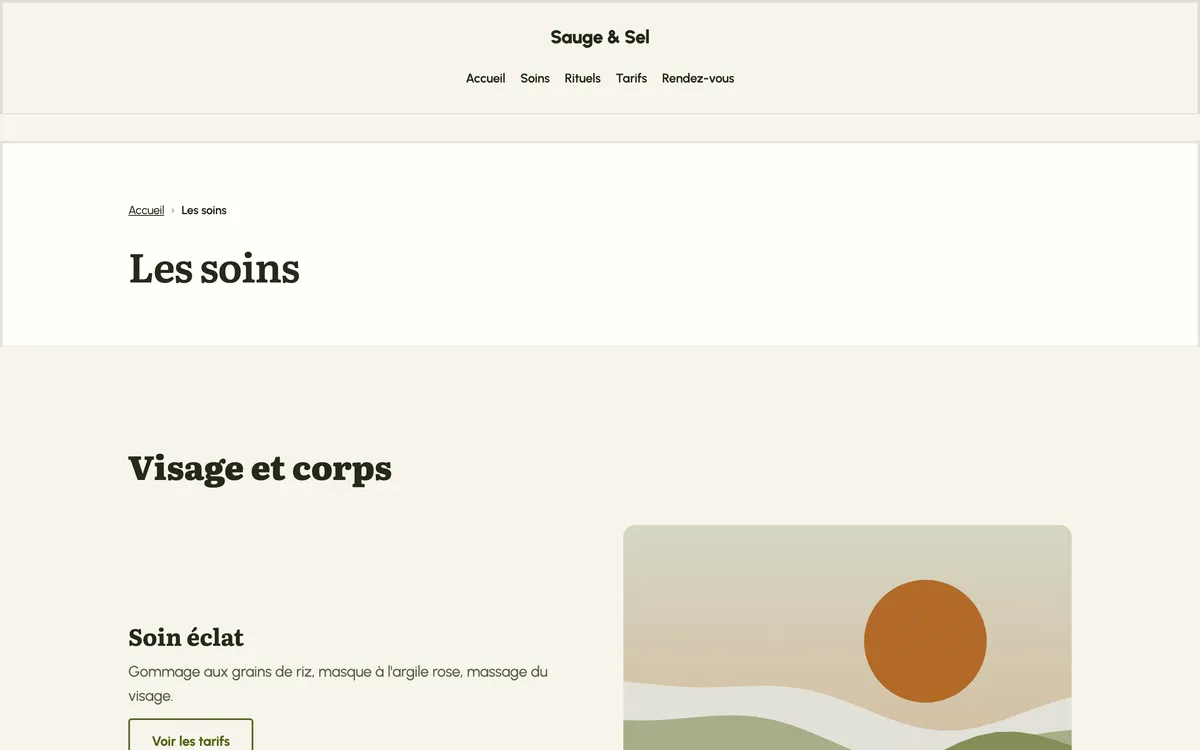 Sauge & Sel
Accueil Soins Rituels Tarifs Rendez-vous
Accueil › Les soins
Les soins
Visage et corps
Soin éclat
Gommage aux grains de riz, masque à l'argile rose, massage du
visage.
Voir les tarifs